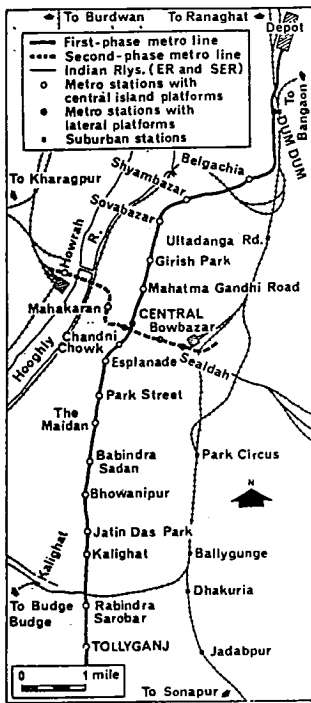 To Burdwan
To Ranaghat
Depot
First-phase metro line
Second-phase metro line
Indian Rlys. (ER and SER)
Metro stations with
central island platforms
Metro stations with
lateral platforms
Suburban stations
To
Bangaon
DUM DUM
Belgachia
Shyambazar
To Kharagpur
Sovabazar
Howrah
R.
Ultadanga Rd.
Girish Park
Mahatma Gandhi Road
Mahakaran
CENTRAL
Bowbazar
Chandni
Chowk
Hooghly
Sealdah
Esplanade
Park Street
The
Maidan
Babindra
Sadan
Park Circus
N
Bhowanipur
Jatin Das Park
Kalighat
Kalighat
Ballygunge
Dhakuria
To Budge
Budge
Rabindra
Sarobar
TOLLYGANJ
Jadabpur
0 1 mile
To Sonapur